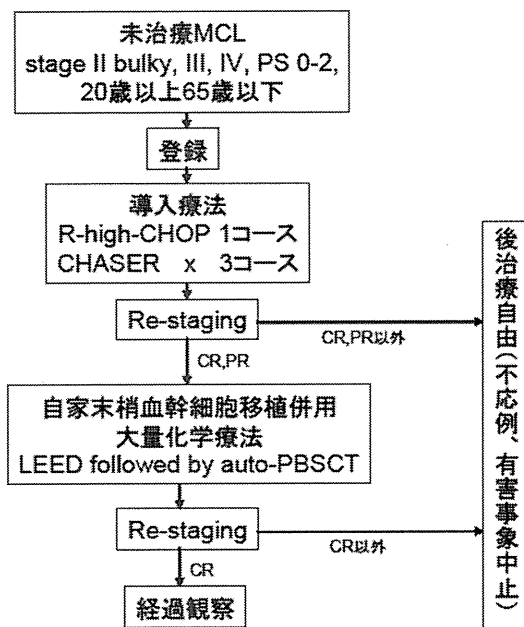 未治療MCL
stage II bulky, III, IV, PS 0-2,
20歳以上65歳以下
登録
導入療法
R-high-CHOP 1コース
CHASER x 3コース
Re-staging
CR,PR以外
CR,PR
自家末梢血幹細胞移植併用
大量化学療法
LEED followed by auto-PBSCT
Re-staging
CR以外
CR
経過観察
後治療自由(不応例、有害事象中止)